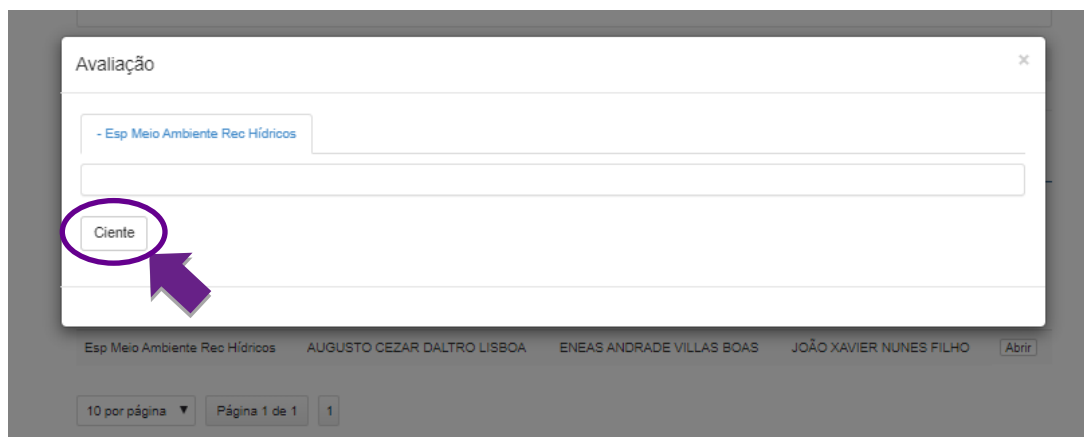 Avaliação ×
- Esp Meio Ambiente Rec Hídricos
Ciente
Esp Meio Ambiente Rec Hídricos AUGUSTO CEZAR DALTRO LISBOA ENEAS ANDRADE VILLAS BOAS JOÃO XAVIER NUNES FILHO Abrir
10 por página ▼ Página 1 de 1 1